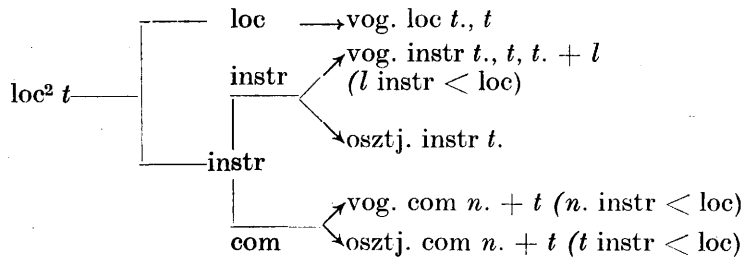 loc → vog. loc t., t
vog. instr t., t, t. + l
instr (l instr < loc)
loc² t
osztj. instr t.
instr
vog. com n. + t (n. instr < loc)
com osztj. com n. + t (t instr < loc)